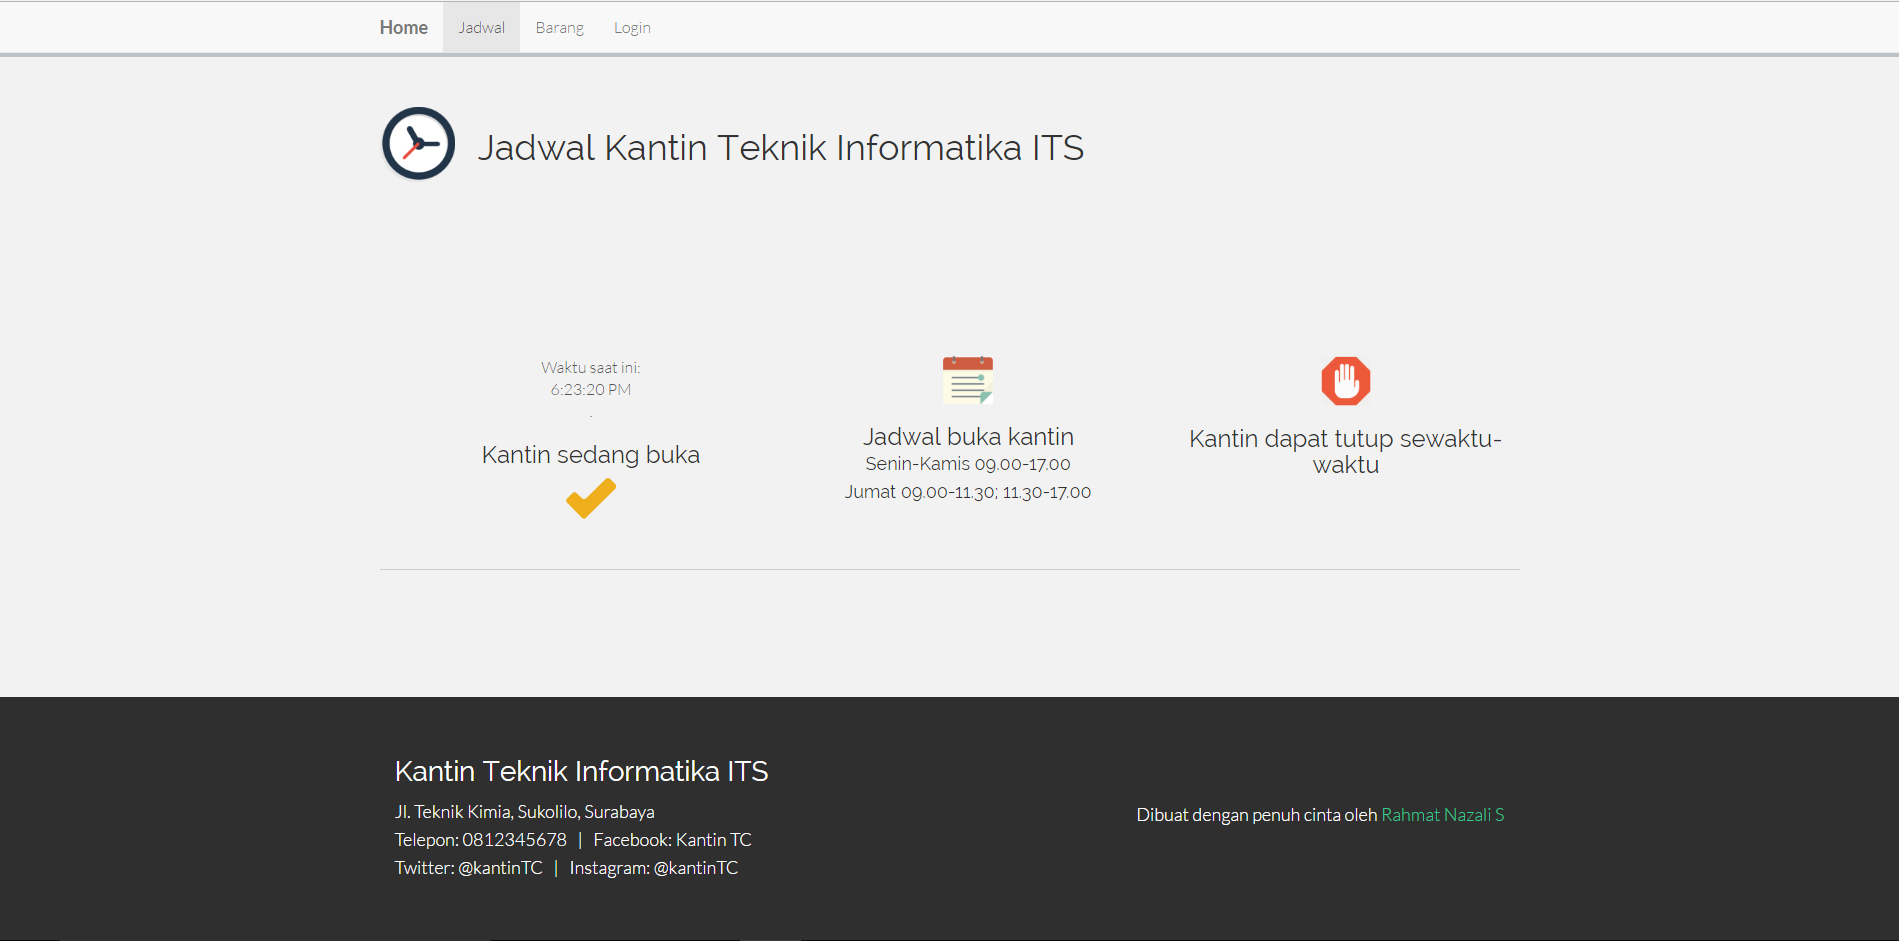 Home Jadwal Barang Login
Jadwal Kantin Teknik Informatika ITS
Waktu saat ini:
6:23:20 PM
.
Kantin sedang buka
Jadwal buka kantin
Senin-Kamis 09.00-17.00
Jumat 09.00-11.30; 11.30-17.00
Kantin dapat tutup sewaktu-
waktu
Kantin Teknik Informatika ITS
Jl. Teknik Kimia, Sukolilo, Surabaya
Telepon: 0812345678 | Facebook: Kantin TC
Twitter: @kantinTC | Instagram: @kantinTC
Dibuat dengan penuh cinta oleh Rahmat Nazali S